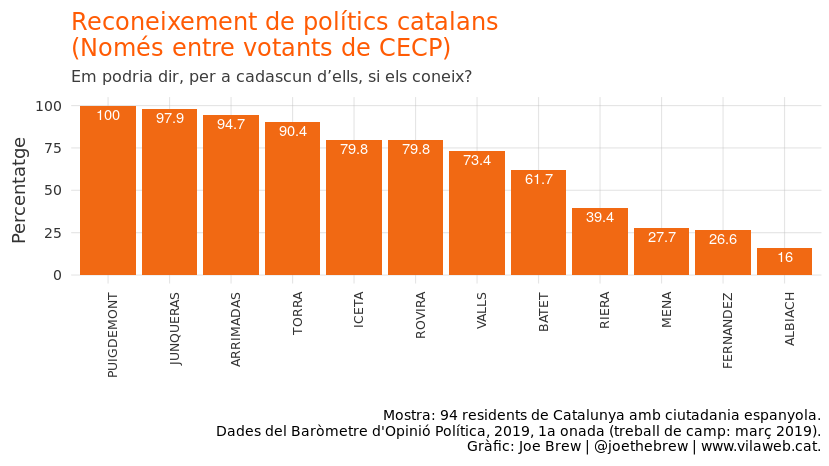 Reconeixement de polítics catalans
(Només entre votants de CECP)
Em podria dir, per a cadascun d’ells, si els coneix?
Percentatge
100
75
50
25
0
100
97.9
94.7
90.4
79.8
79.8
73.4
61.7
39.4
27.7
26.6
16
PUIGDEMONT
JUNQUERAS
ARRIMADAS
TORRA
ICETA
ROVIRA
VALLS
BATET
RIERA
MENA
FERNANDEZ
ALBIACH
Mostra: 94 residents de Catalunya amb ciutadania espanyola.
Dades del Baròmetre d'Opinió Política, 2019, 1a onada (treball de camp: març 2019).
Gràfic: Joe Brew | @joethebrew | www.vilaweb.cat.